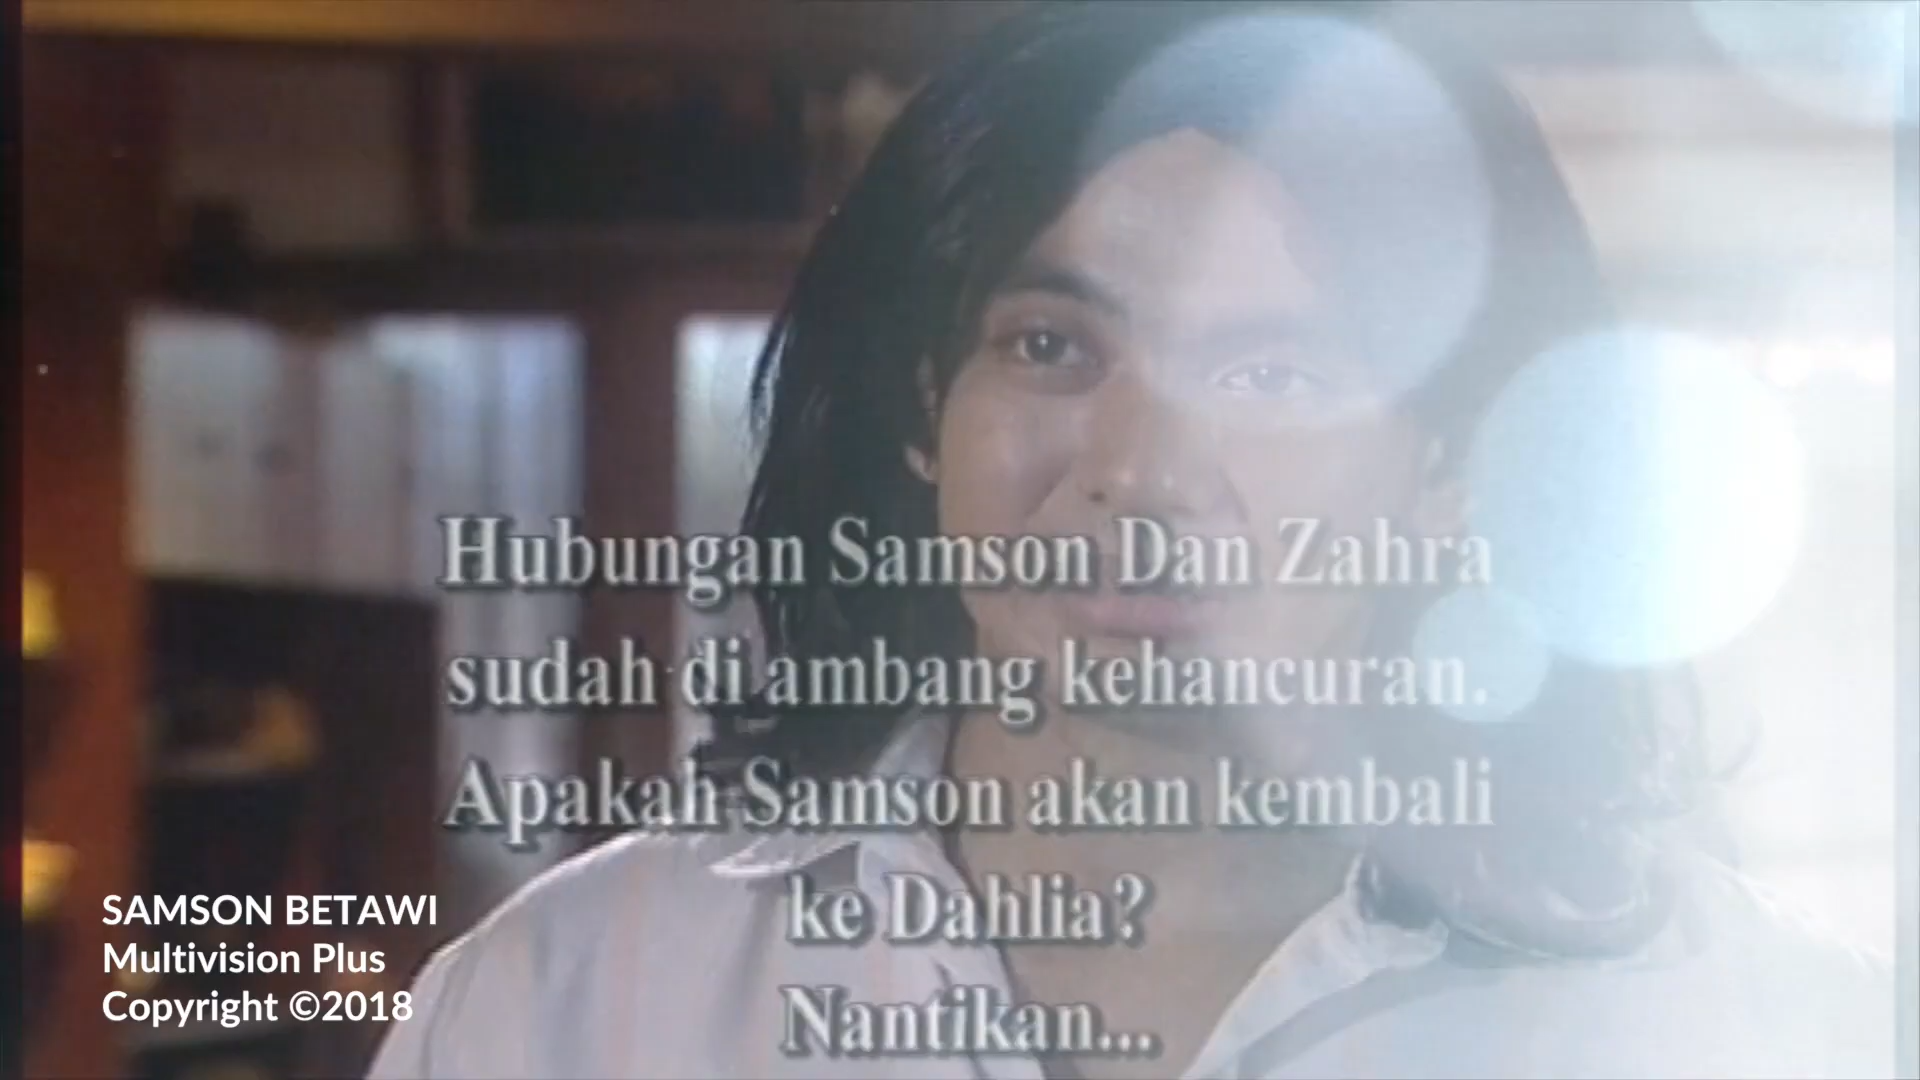 Hubungan Samson Dan Zahra
sudah di ambang kehancuran.
Apakah Samson akan kembali
ke Dahlia?
Nantikan...
SAMSON BETAWI
Multivision Plus
Copyright ©2018